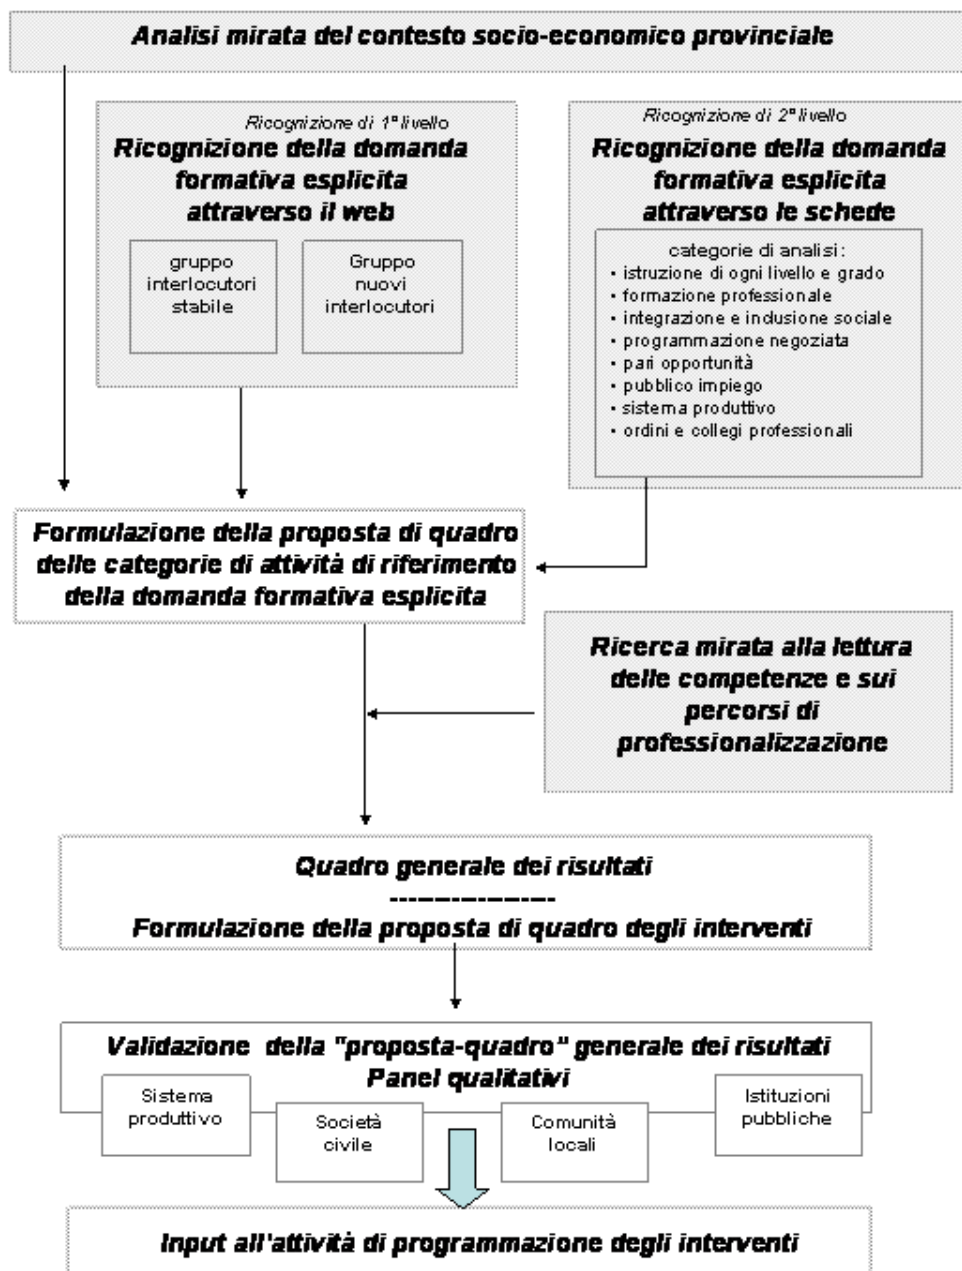 Analisi mirata del contesto socio-economico provinciale
Ricognizione di 1° livello
Ricognizione della domanda
formativa esplicita
attraverso il web
gruppo
interlocutori
stabile
Gruppo
nuovi
interlocutori
Ricognizione di 2° livello
Ricognizione della domanda
formativa esplicita
attraverso le schede
categorie di analisi:
• istruzione di ogni livello e grado
• formazione professionale
• integrazione e inclusione sociale
• programmazione negoziata
• pari opportunità
• pubblico impiego
• sistema produttivo
• ordini e collegi professionali
Formulazione della proposta di quadro
delle categorie di attività di riferimento
della domanda formativa esplicita
Ricerca mirata alla lettura
delle competenze e sui
percorsi di
professionalizzazione
Quadro generale dei risultati
-------------------
Formulazione della proposta di quadro degli interventi
Validazione della "proposta-quadro" generale dei risultati
Panel qualitativi
Sistema
produttivo
Società
civile
Comunità
locali
Istituzioni
pubbliche
Input all'attività di programmazione degli interventi